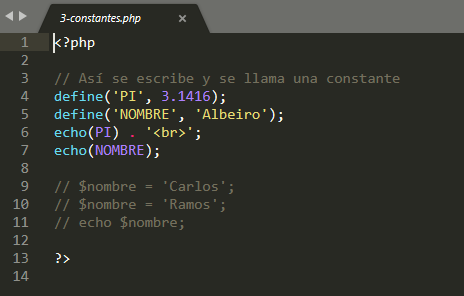 3-constantes.php ×
1 <?php
2
3 // Así se escribe y se llama una constante
4 define('PI', 3.1416);
5 define('NOMBRE', 'Albeiro');
6 echo(PI) . '<br>';
7 echo(NOMBRE);
8
9 // $nombre = 'Carlos';
10 // $nombre = 'Ramos';
11 // echo $nombre;
12
13 ?>
14